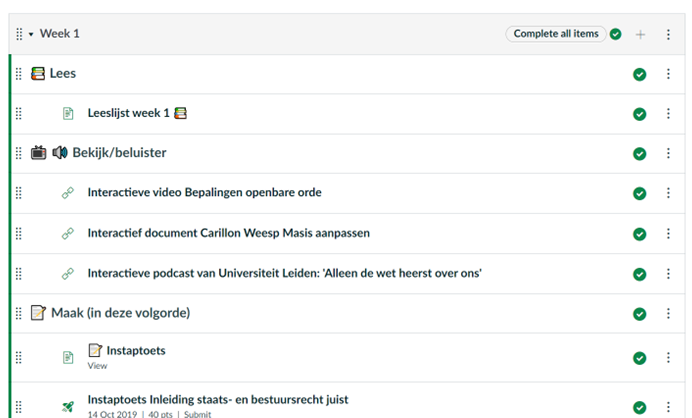 Week 1
Complete all items
Lees
Leeslijst week 1
Bekijk/beluister
Interactieve video Bepalingen openbare orde
Interactief document Carillon Weesp Masis aanpassen
Interactieve podcast van Universiteit Leiden: 'Alleen de wet heerst over ons'
Maak (in deze volgorde)
Instaptoets
View
Instaptoets Inleiding staats- en bestuursrecht juist
14 Oct 2019 | 40 pts | Submit